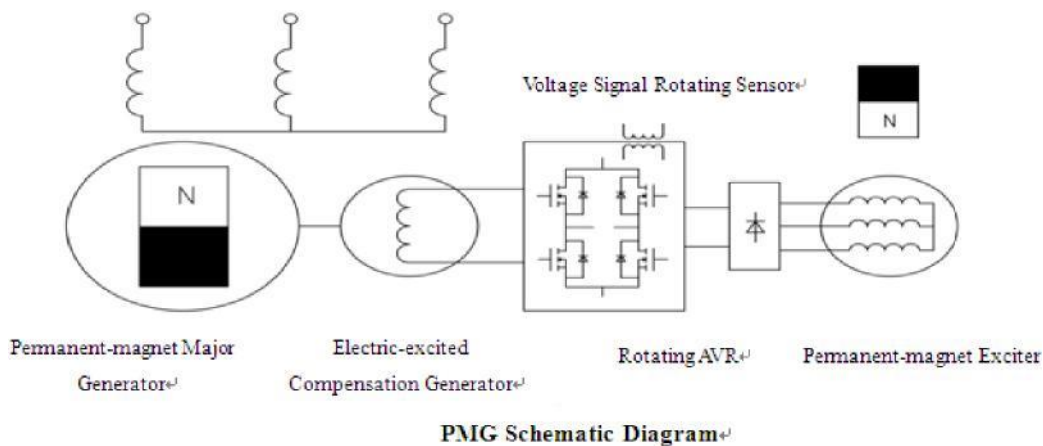 Voltage Signal Rotating Sensor↵
N
N
Permanent-magnet Major
Generator↵
Electric-excited
Compensation Generator↵
Rotating AVR↵
Permanent-magnet Exciter
PMG Schematic Diagram↵